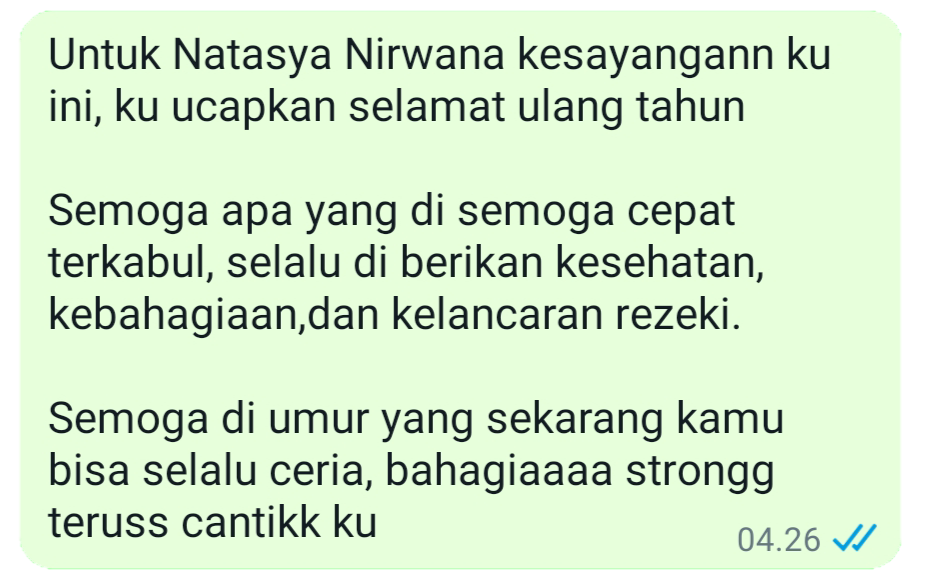 Untuk Natasya Nirwana kesayangann ku
ini, ku ucapkan selamat ulang tahun
Semoga apa yang di semoga cepat
terkabul, selalu di berikan kesehatan,
kebahagiaan,dan kelancaran rezeki.
Semoga di umur yang sekarang kamu
bisa selalu ceria, bahagiaaaa strongg
teruss cantikk ku
04.26